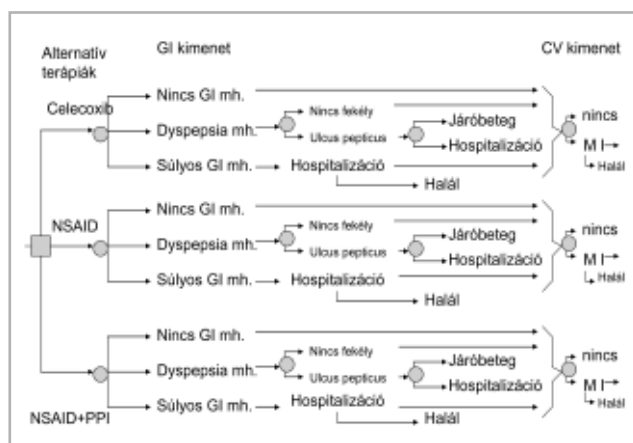 Alternatív
terápiák
GI kimenet
CV kimenet
Celecoxib
Nincs GI mh.
Dyspepsia mh.
Nincs fekély
Ulcus pepticus
Járóbeteg
Hospitalizáció
Súlyos GI mh.
Hospitalizáció
Halál
nincs
M I
Halál
NSAID
Nincs GI mh.
Dyspepsia mh.
Nincs fekély
Ulcus pepticus
Járóbeteg
Hospitalizáció
Súlyos GI mh.
Hospitalizáció
Halál
nincs
M I
Halál
NSAID+PPI
Nincs GI mh.
Dyspepsia mh.
Nincs fekély
Ulcus pepticus
Járóbeteg
Hospitalizáció
Súlyos GI mh.
Hospitalizáció
Halál
nincs
M I
Halál